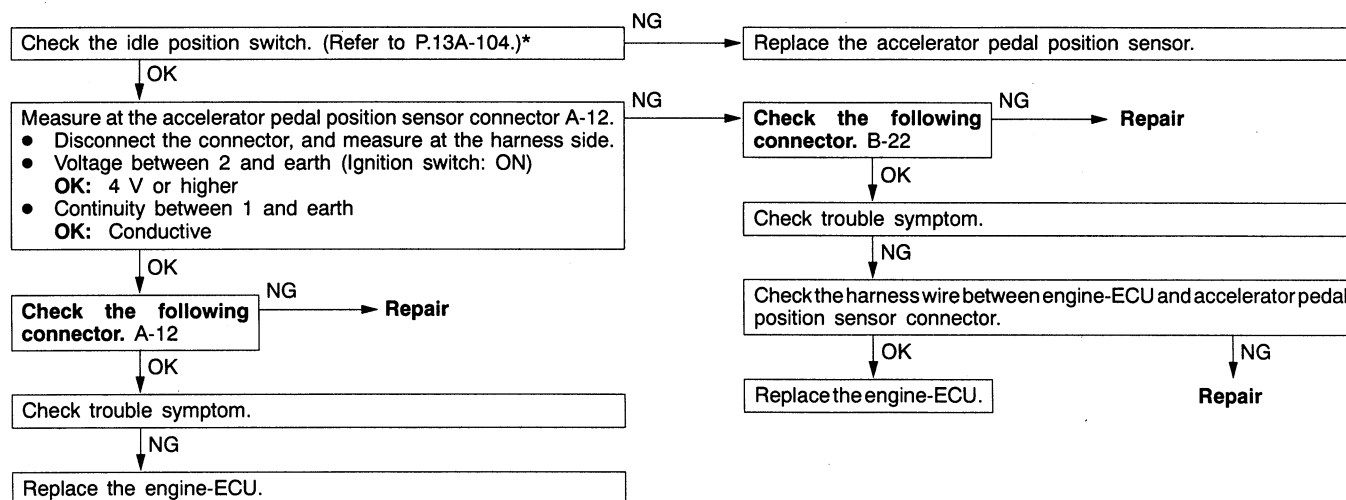 Check the idle position switch. (Refer to P.13A-104.)*
NG
Replace the accelerator pedal position sensor.
OK
Measure at the accelerator pedal position sensor connector A-12.
● Disconnect the connector, and measure at the harness side.
● Voltage between 2 and earth (Ignition switch: ON)
OK: 4 V or higher
● Continuity between 1 and earth
OK: Conductive
NG
Check the following
connector. B-22
NG
Repair
OK
Check trouble symptom.
NG
Check the harness wire between engine-ECU and accelerator pedal
position sensor connector.
OK
NG
Replace the engine-ECU.
Repair
OK
Check the following
connector. A-12
NG
Repair
OK
Check trouble symptom.
NG
Replace the engine-ECU.